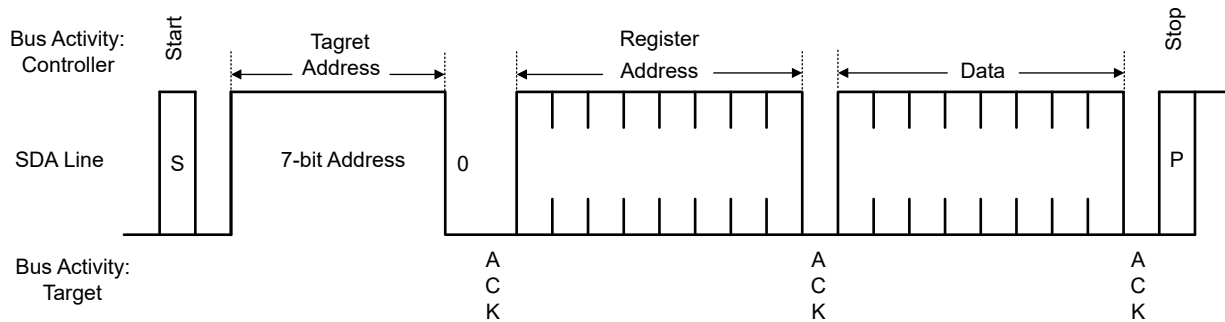 Bus Activity:
Controller
Start
Tagret
Address
Register
Address
Data
Stop
SDA Line
S
7-bit Address
0
P
Bus Activity:
Target
A
C
K
A
C
K
A
C
K